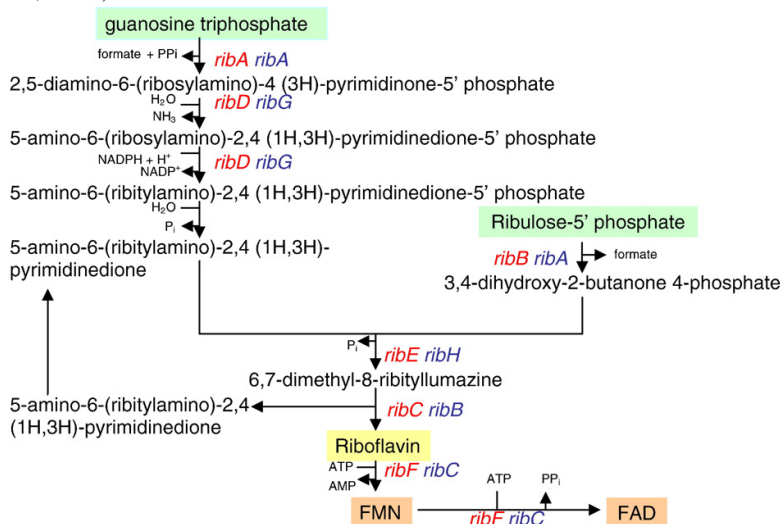 guanosine triphosphate
formate + PPi
ribA ribA
2,5-diamino-6-(ribosylamino)-4 (3H)-pyrimidinone-5' phosphate
H₂O
ribD ribG
NH₃
5-amino-6-(ribosylamino)-2,4 (1H,3H)-pyrimidinedione-5' phosphate
NADPH + H⁺
ribD ribG
NADP⁺
5-amino-6-(ribitylamino)-2,4 (1H,3H)-pyrimidinedione-5' phosphate
H₂O
Pᵢ
Ribulose-5' phosphate
5-amino-6-(ribitylamino)-2,4 (1H,3H)-
pyrimidinedione
ribB ribA
formate
3,4-dihydroxy-2-butanone 4-phosphate
Pᵢ
ribE ribH
6,7-dimethyl-8-ribityllumazine
5-amino-6-(ribitylamino)-2,4
(1H,3H)-pyrimidinedione
ribC ribB
Riboflavin
ATP
ribF ribC
AMP
ATP
PPᵢ
FMN
ribF ribC
FAD